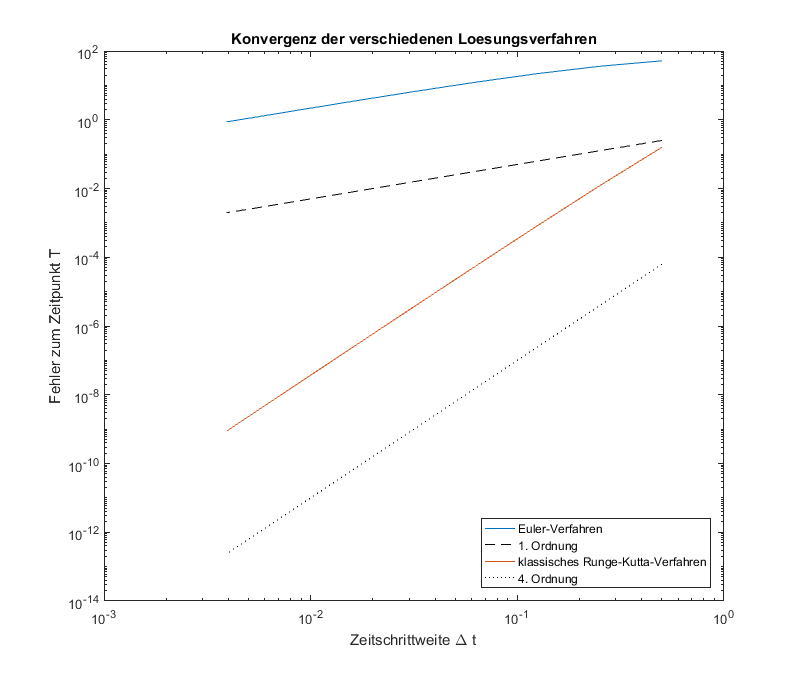 Konvergenz der verschiedenen Loesungsverfahren
10^2
10^0
10^-2
10^-4
10^-6
10^-8
10^-10
10^-12
10^-14
Fehler zum Zeitpunkt T
Euler-Verfahren
1. Ordnung
klassisches Runge-Kutta-Verfahren
4. Ordnung
10^-3
10^-2
10^-1
10^0
Zeitschrittweite Δ t